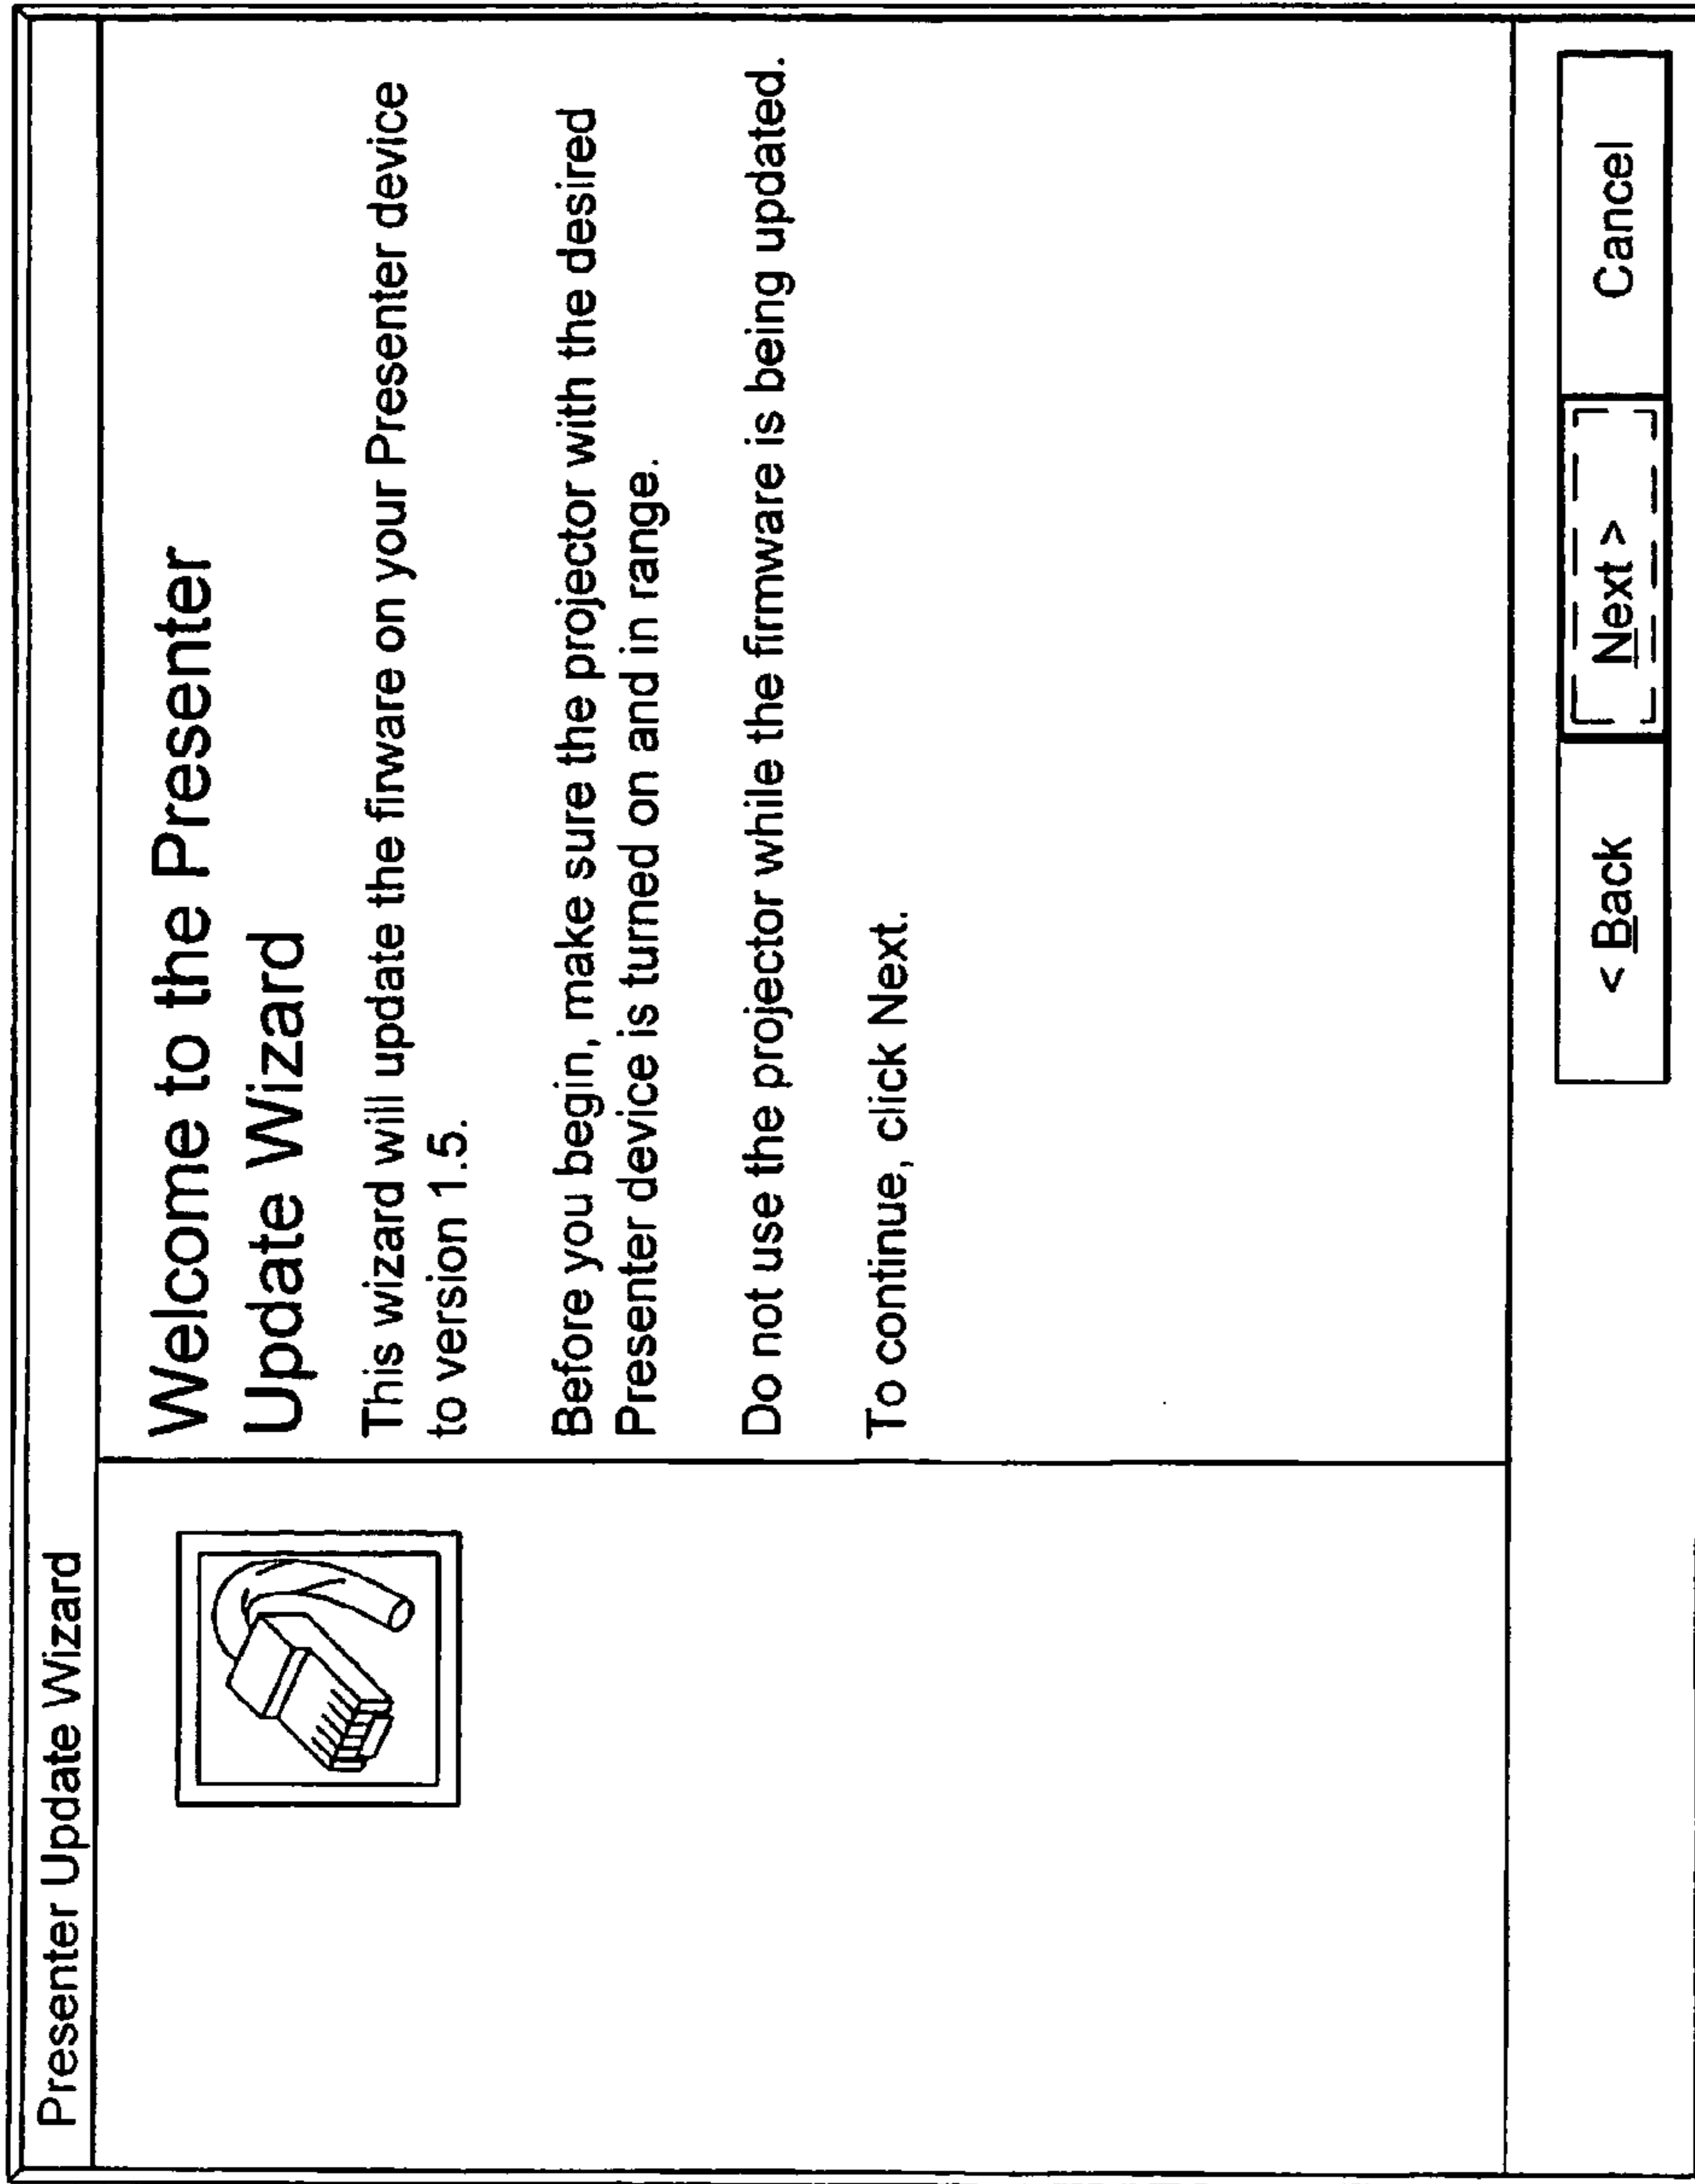 Presenter Update Wizard
Welcome to the Presenter
Update Wizard
This wizard will update the firware on your Presenter device
to version 1.5.
Before you begin, make sure the projector with the desired
Presenter device is turned on and in range.
Do not use the projector while the firmware is being updated.
To continue, click Next.
< Back
Next >
Cancel